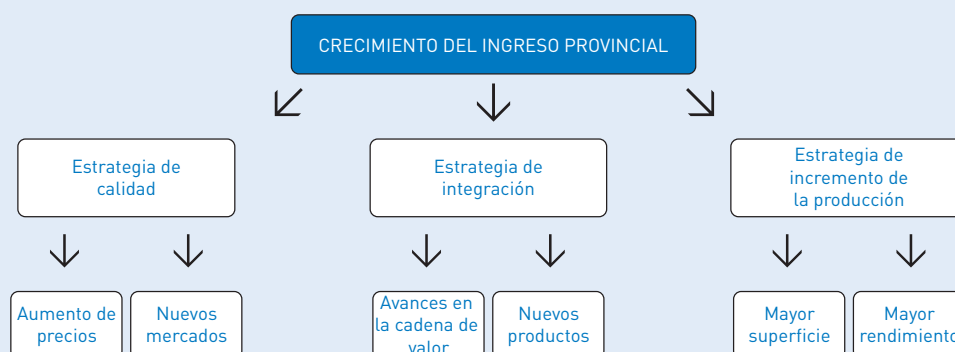 CRECIMIENTO DEL INGRESO PROVINCIAL
Estrategia de
calidad
Estrategia de
integración
Estrategia de
incremento de
la producción
Aumento de
precios
Nuevos
mercados
Avances en
la cadena de
valor
Nuevos
productos
Mayor
superficie
Mayor
rendimiento